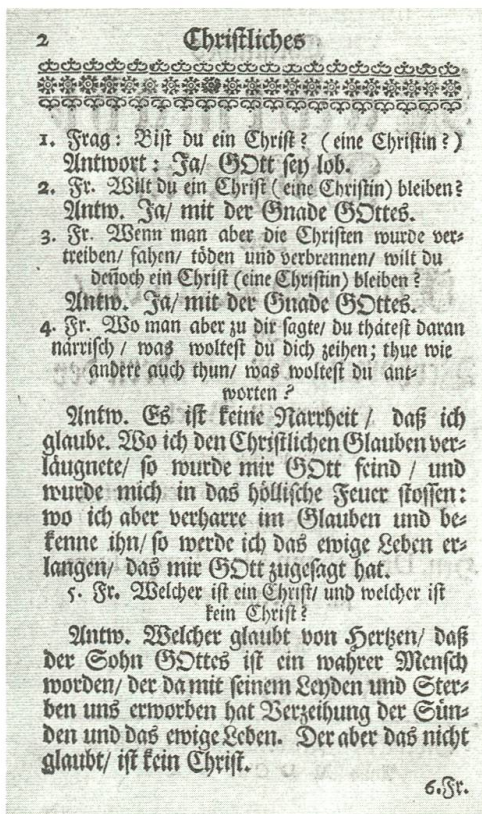 2 Christliches
1. Frag: Bist du ein Christ? (eine Christin?)
Antwort: Ja/ GOtt sey lob.
2. Fr. Wilt du ein Christ (eine Christin) bleiben?
Antw. Ja/ mit der Gnade GOttes.
3. Fr. Wenn man aber die Christen wurde ver-
treiben/ fahen/ töden und verbrennen/ wilt du
deñoch ein Christ (eine Christin) bleiben?
Antw. Ja/ mit der Gnade GOttes.
4. Fr. Wo man aber zu dir sagte/ du thätest daran
närrisch/ was woltest du dich zeihen; thue wie
andere auch thun/ was woltest du ant-
worten?
Antw. Es ist keine Narrheit/ daß ich
glaube. Wo ich den Christlichen Glauben ver-
läugnete/ so wurde mir GOtt feind/ und
wurde mich in das höllische Feuer stossen:
wo ich aber verharre im Glauben und be-
kenne ihn/ so werde ich das ewige Leben er-
langen/ das mir GOtt zugesagt hat.
5. Fr. Welcher ist ein Christ/ und welcher ist
kein Christ?
Antw. Welcher glaubt von Hertzen/ daß
der Sohn GOttes ist ein wahrer Mensch
worden/ der da mit seinem Leyden und Ster-
ben uns erworben hat Verzeihung der Sün-
den und das ewige Leben. Der aber das nicht
glaubt/ ist kein Christ.
6. Fr.